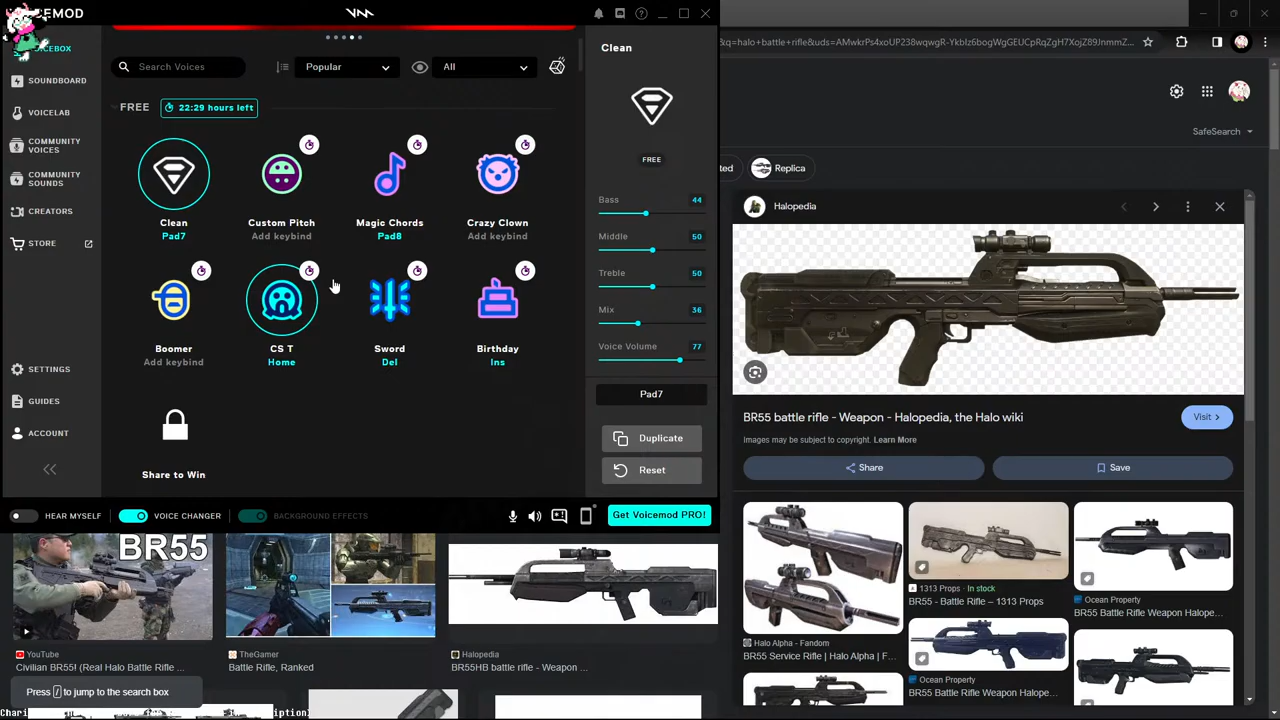 CEMOD
VM
ICEBOX
SOUNDBOARD
VOICELAB
COMMUNITY
VOICES
COMMUNITY
SOUNDS
CREATORS
STORE
SETTINGS
GUIDES
ACCOUNT
Search Voices
Popular
All
FREE
22:29 hours left
Clean
Pad7
Custom Pitch
Add keybind
Magic Chords
Pad8
Crazy Clown
Add keybind
Boomer
Add keybind
CS T
Home
Sword
Del
Birthday
Ins
Share to Win
Clean
FREE
Bass 44
Middle 50
Treble 50
Mix 36
Voice Volume 77
Pad7
Duplicate
Reset
HEAR MYSELF
VOICE CHANGER
BACKGROUND EFFECTS
Get Voicemod PRO!
SafeSearch
ted
Replica
Halopedia
BR55 battle rifle - Weapon - Halopedia, the Halo wiki
Visit >
Images may be subject to copyright. Learn More
Share
Save
1313 Props · In stock
BR55 - Battle Rifle – 1313 Props
Ocean Property
BR55 Battle Rifle Weapon Halope...
Halo Alpha - Fandom
BR55 Service Rifle | Halo Alpha | F...
Ocean Property
BR55 Battle Rifle Weapon Halope...
BR55
YouTube
Civilian BR55! (Real Halo Battle Rifle ...
TheGamer
Battle Rifle, Ranked
Halopedia
BR55HB battle rifle - Weapon ...
Press / to jump to the search box